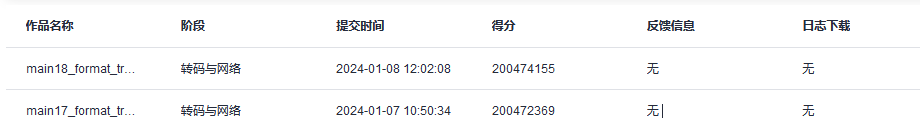 作品名称 阶段 提交时间 得分 反馈信息 日志下载
main18_format_tr... 转码与网络 2024-01-08 12:02:08 200474155 无 无
main17_format_tr... 转码与网络 2024-01-07 10:50:34 200472369 无 无